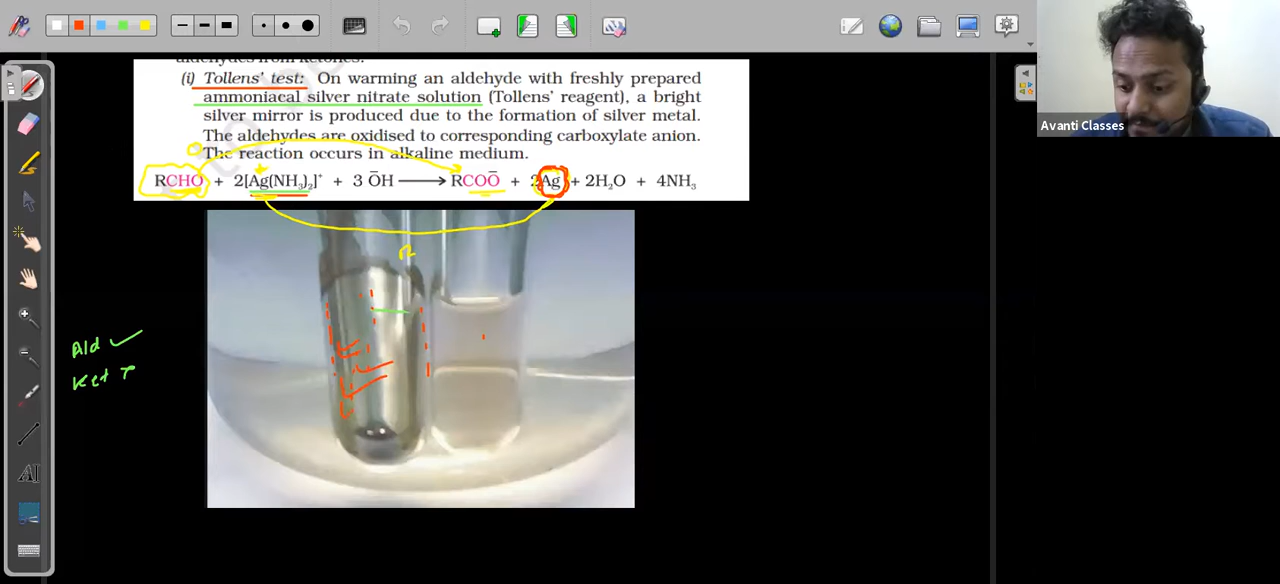 aldehydes from ketones.
(i) Tollens' test: On warming an aldehyde with freshly prepared
ammoniacal silver nitrate solution (Tollens' reagent), a bright
silver mirror is produced due to the formation of silver metal.
The aldehydes are oxidised to corresponding carboxylate anion.
The reaction occurs in alkaline medium.
RCHO + 2[Ag(NH₃)₂]⁺ + 3 ŌH ⟶ RCOŌ + 2Ag + 2H₂O + 4NH₃
Ald ✓
Ket
Avanti Classes